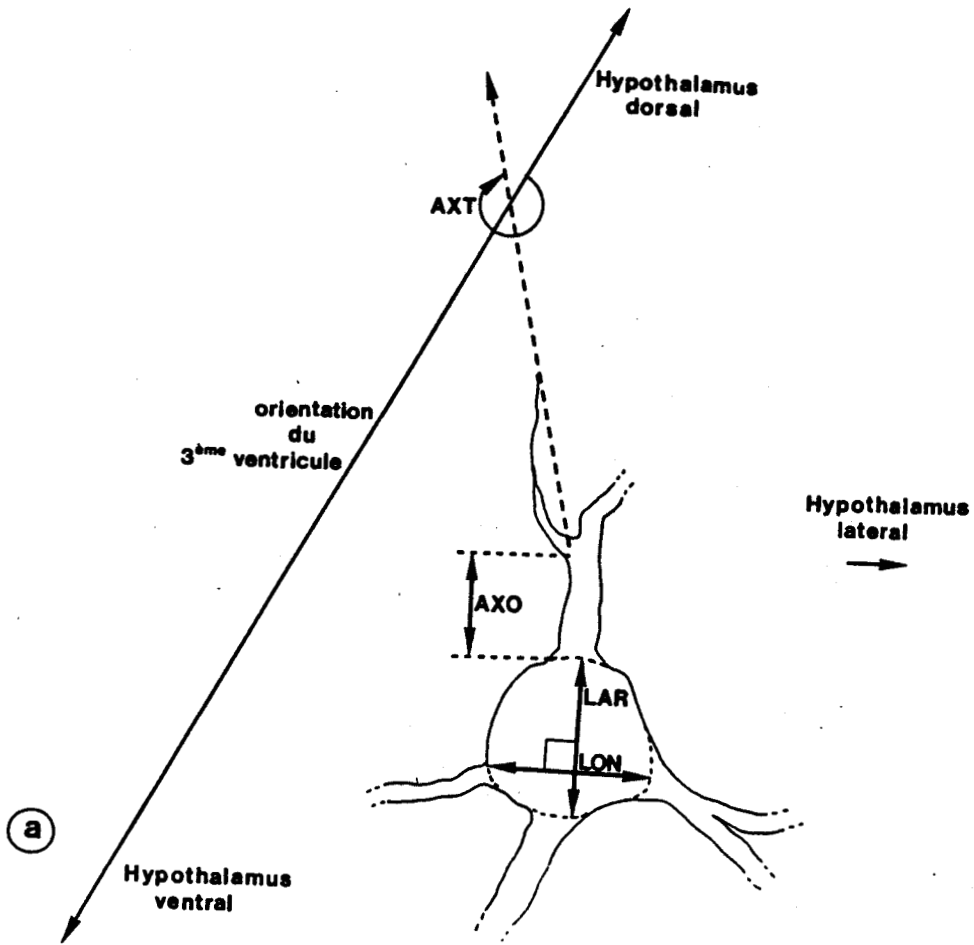 Hypothalamus
dorsal
AXT
orientation
du
3ème ventricule
Hypothalamus
lateral
AXO
LAR
LON
a
Hypothalamus
ventral